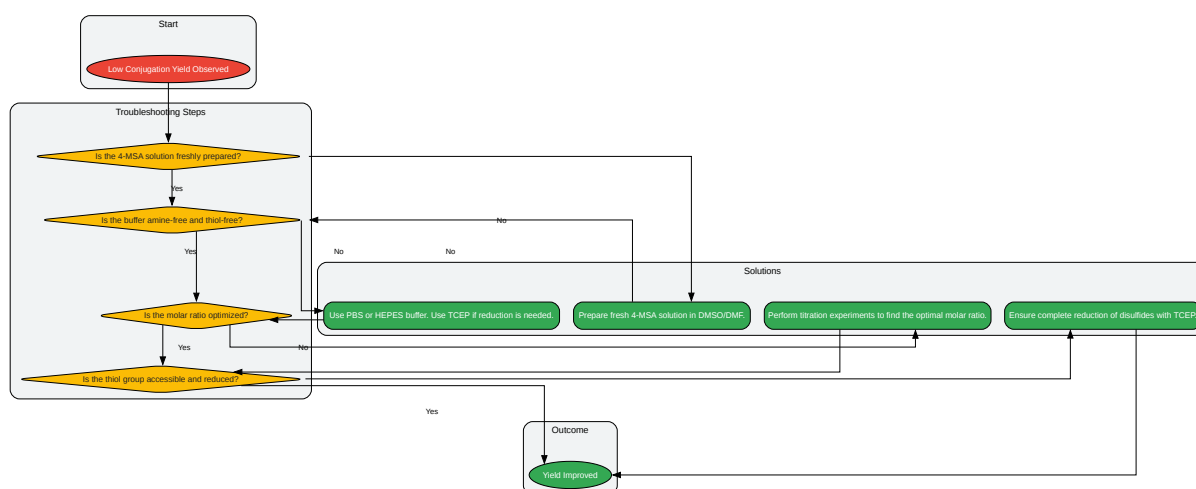 Start
Low Conjugation Yield Observed
Troubleshooting Steps
Is the 4-MSA solution freshly prepared?
Yes
Is the buffer amine-free and thiol-free?
No
Yes
No
No
Solutions
Is the molar ratio optimized?
Use PBS or HEPES buffer. Use TCEP if reduction is needed.
Prepare fresh 4-MSA solution in DMSO/DMF.
Perform titration experiments to find the optimal molar ratio.
Ensure complete reduction of disulfides with TCEP.
Yes
No
Is the thiol group accessible and reduced?
Yes
Outcome
Yield Improved